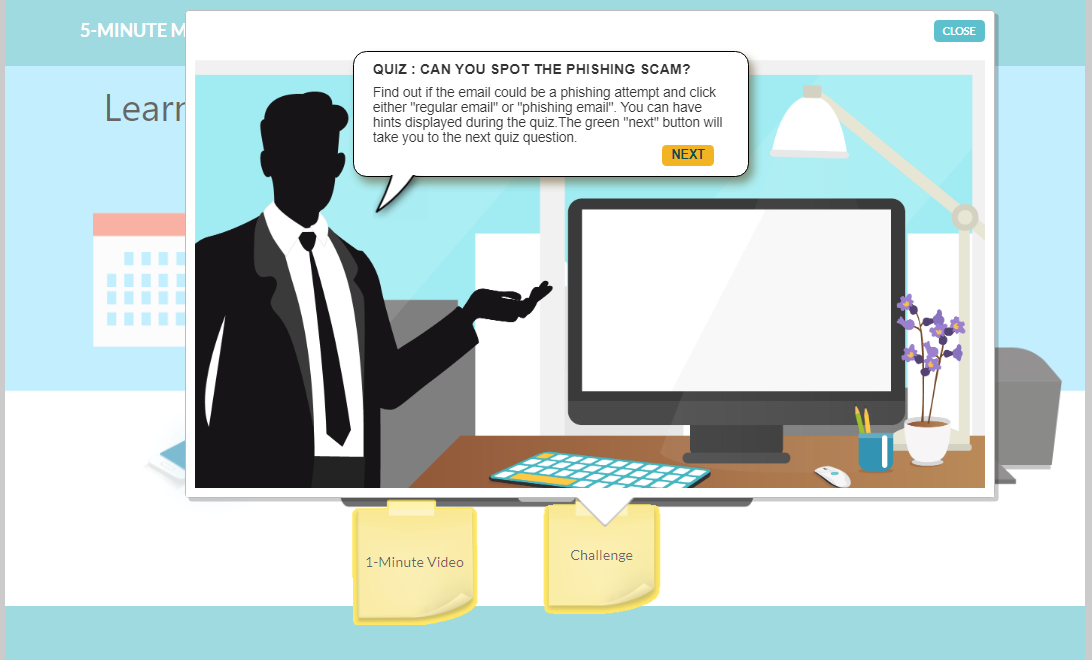 5-MINUTE M
CLOSE
Learn
QUIZ : CAN YOU SPOT THE PHISHING SCAM?
Find out if the email could be a phishing attempt and click
either "regular email" or "phishing email". You can have
hints displayed during the quiz.The green "next" button will
take you to the next quiz question.
NEXT
1-Minute Video
Challenge